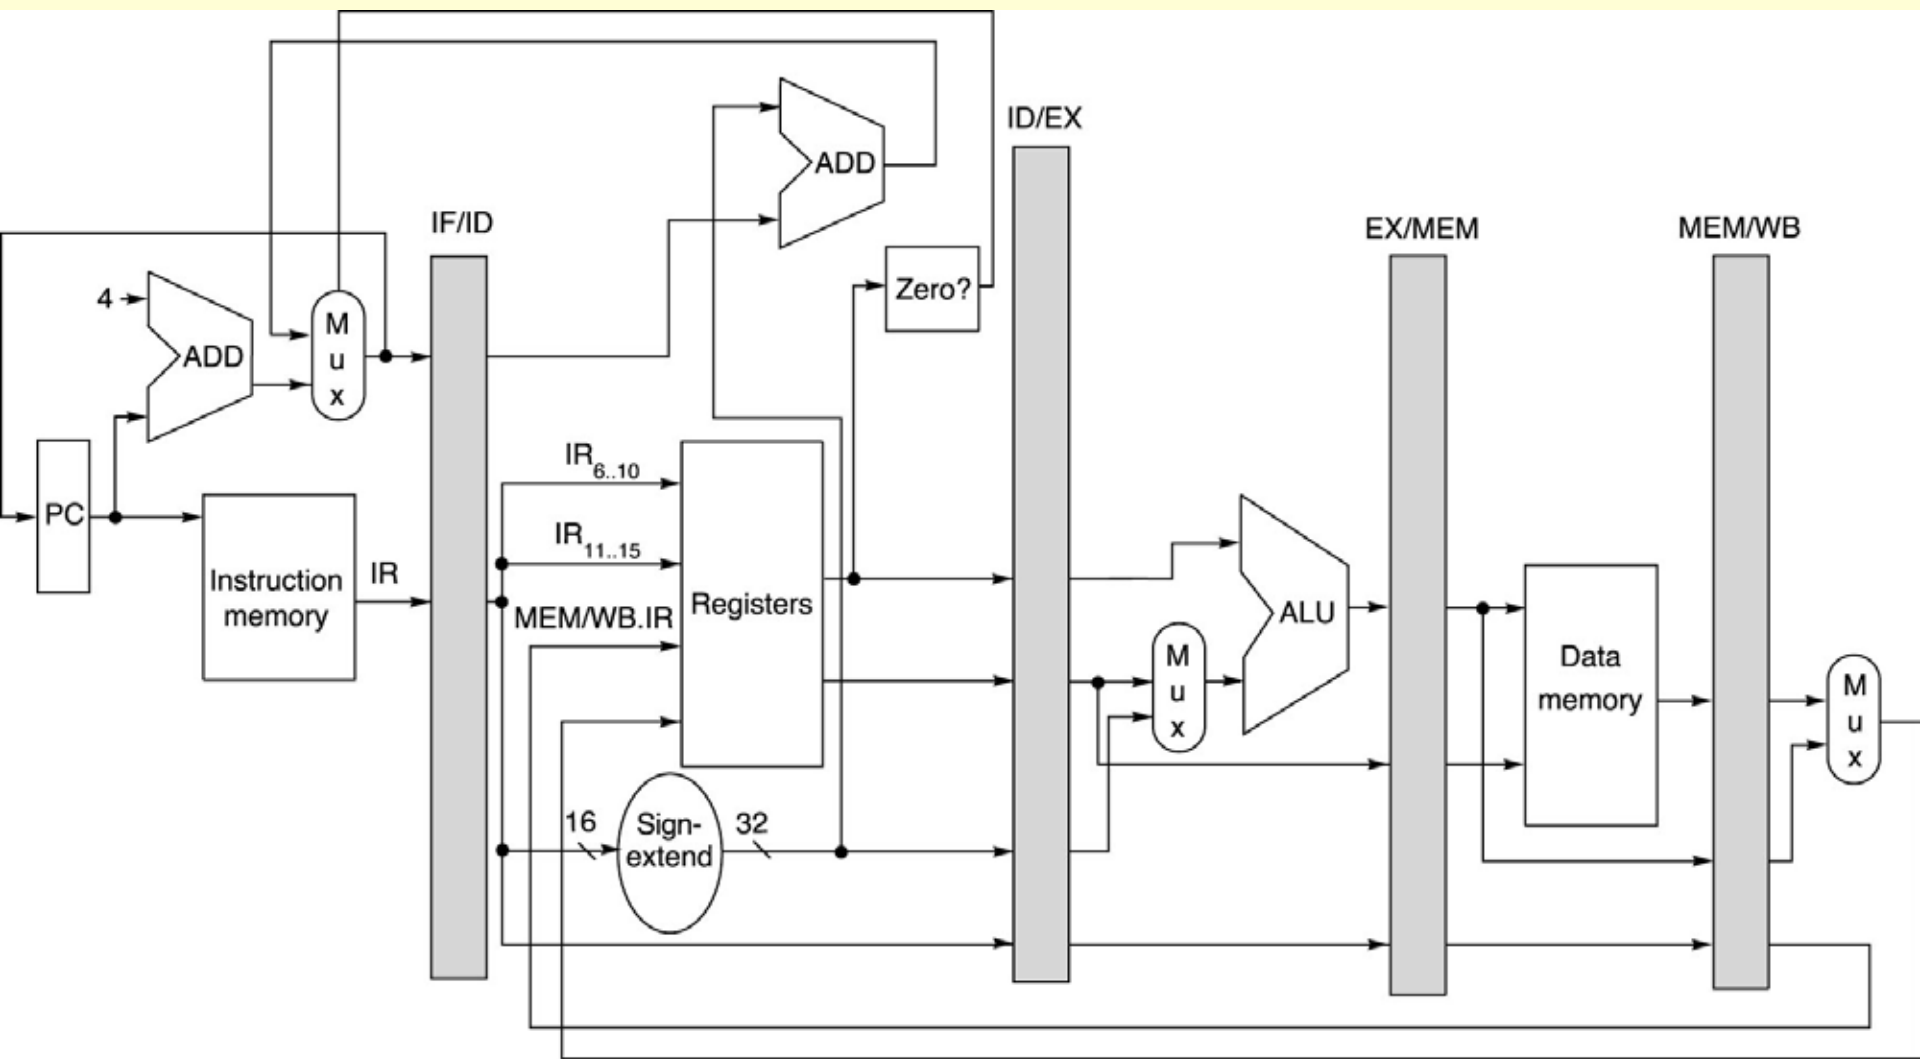 ID/EX
ADD
IF/ID
EX/MEM
MEM/WB
Zero?
4
ADD
M
u
x
IR6..10
PC
IR11..15
IR
Instruction
memory
MEM/WB.IR
Registers
ALU
M
u
x
Data
memory
M
u
x
16
Sign-
extend
32